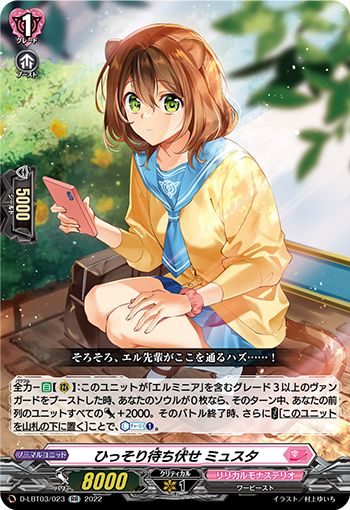 1
グレード
ブースト
5000
シールド
そろそろ、エル先輩がここを通るハズ……！
全力 自【(R)】：このユニットが「エルミニア」を含むグレード３以上のヴァン
ガードをブーストした時、あなたのソウルが０枚なら、そのターン中、あなたの前
列のユニットすべての +2000。そのバトル終了時、さらに [このユニット
を山札の下に置く]ことで、 (1)。
ノーマルユニット
ひっそり待ち伏せ ミュスタ
パワー
8000
クリティカル
1
リリカルモナステリオ
ワービースト
D-LBT03/023 RR 2022
イラスト/村上ゆいち